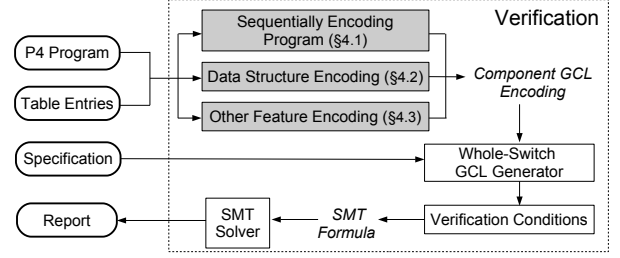 Verification
Sequentially Encoding
Program (§4.1)
P4 Program
Data Structure Encoding (§4.2)
Component GCL
Encoding
Table Entries
Other Feature Encoding (§4.3)
Specification
Whole-Switch
GCL Generator
Report
SMT
Solver
SMT
Formula
Verification Conditions